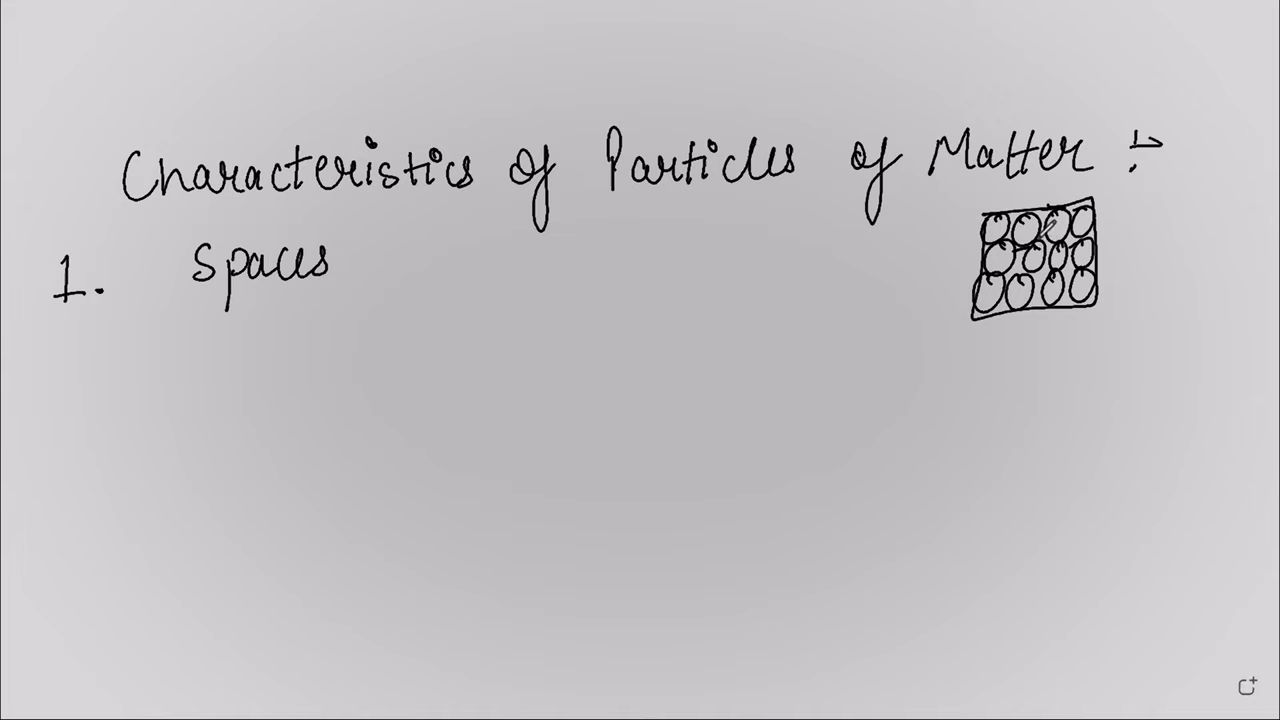 Characteristics of Particles of Matter :-
1. Spaces